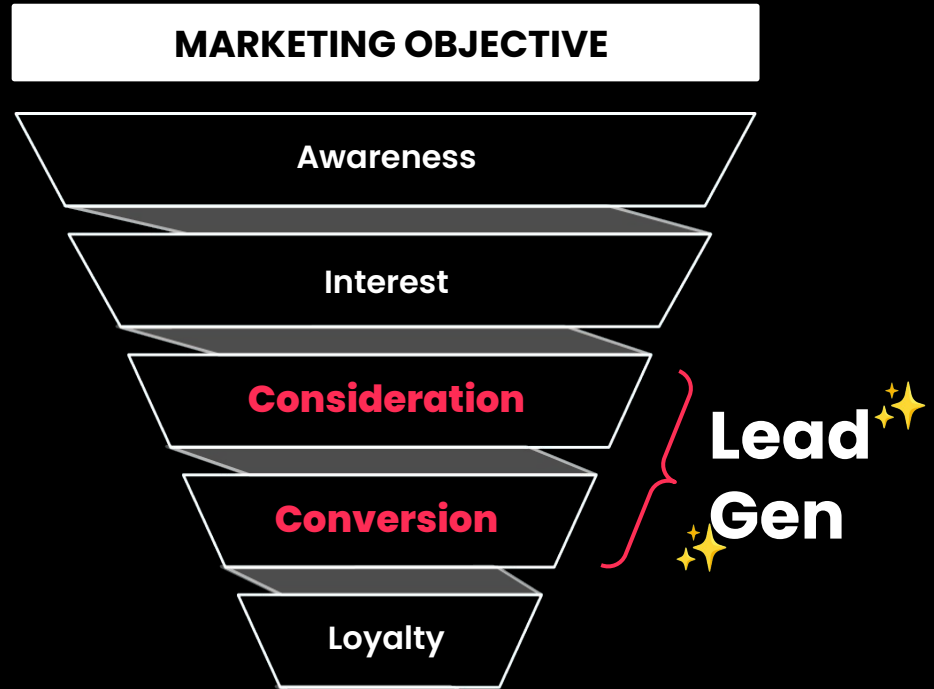 MARKETING OBJECTIVE
Awareness
Interest
Consideration
Conversion
Lead
Gen
Loyalty